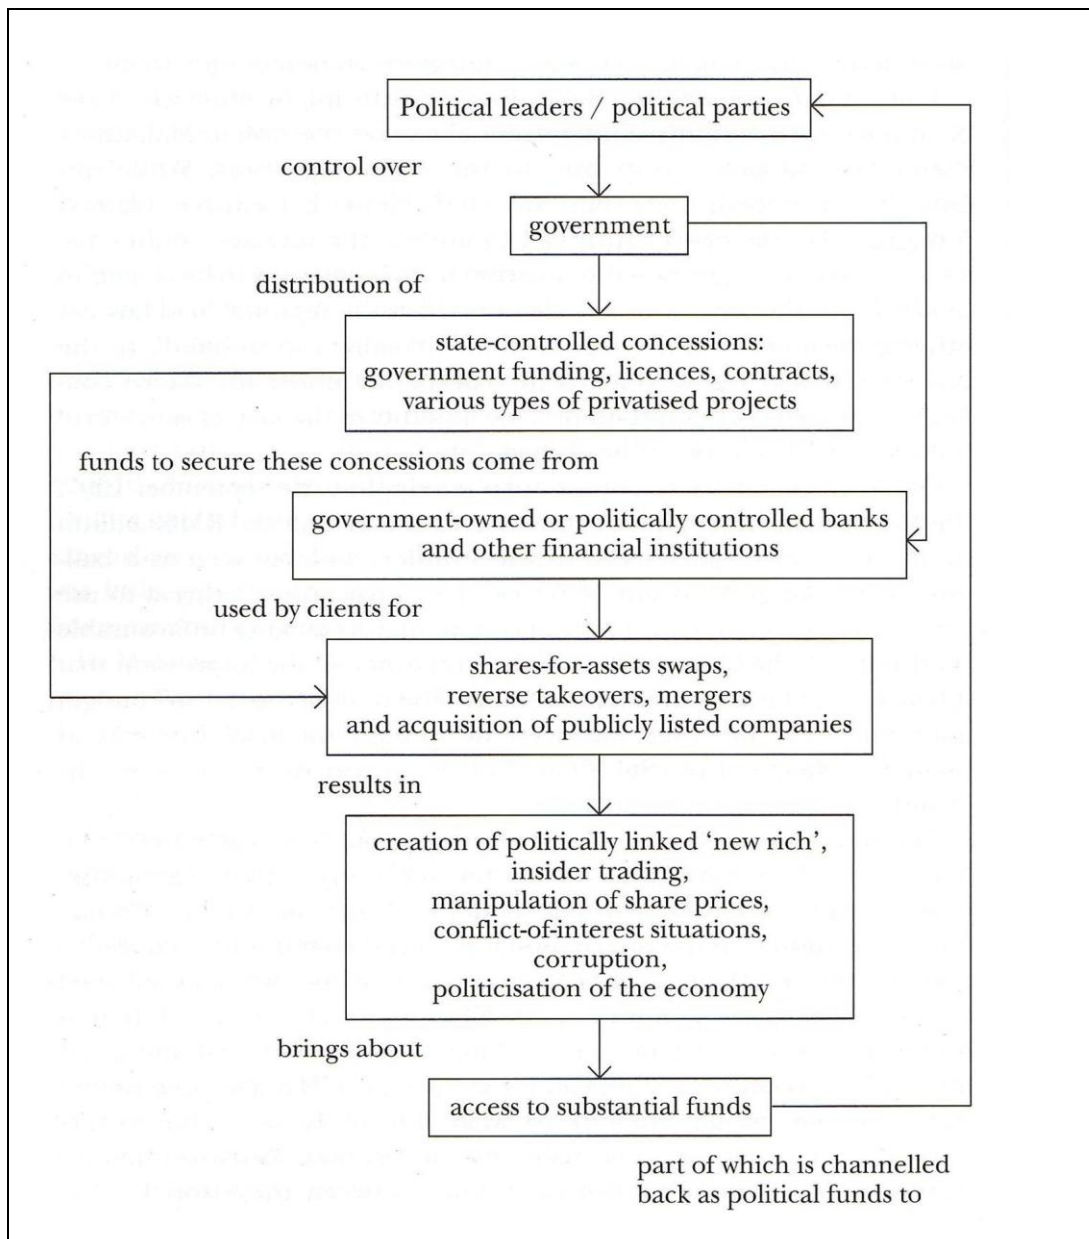 Political leaders / political parties
control over
government
distribution of
state-controlled concessions:
government funding, licences, contracts,
various types of privatised projects
funds to secure these concessions come from
government-owned or politically controlled banks
and other financial institutions
used by clients for
shares-for-assets swaps,
reverse takeovers, mergers
and acquisition of publicly listed companies
results in
creation of politically linked ‘new rich’,
insider trading,
manipulation of share prices,
conflict-of-interest situations,
corruption,
politicisation of the economy
brings about
access to substantial funds
part of which is channelled
back as political funds to